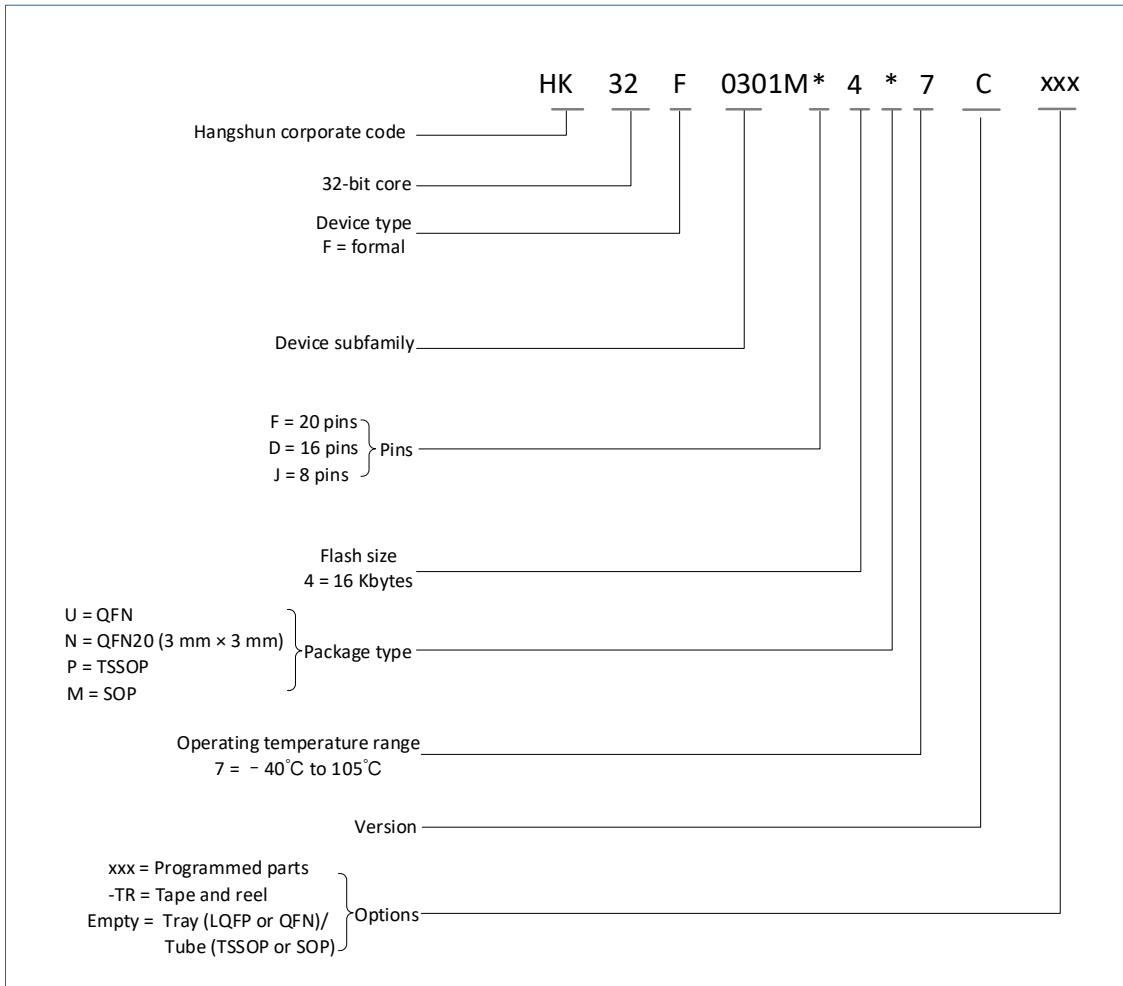 HK 32 F 0301M * 4 * 7 C xxx
Hangshun corporate code
32-bit core
Device type
F = formal
Device subfamily
F = 20 pins
D = 16 pins
J = 8 pins
Pins
Flash size
4 = 16 Kbytes
U = QFN
N = QFN20 (3 mm × 3 mm)
P = TSSOP
M = SOP
Package type
Operating temperature range
7 = －40℃ to 105℃
Version
xxx = Programmed parts
-TR = Tape and reel
Empty = Tray (LQFP or QFN)/
Tube (TSSOP or SOP)
Options